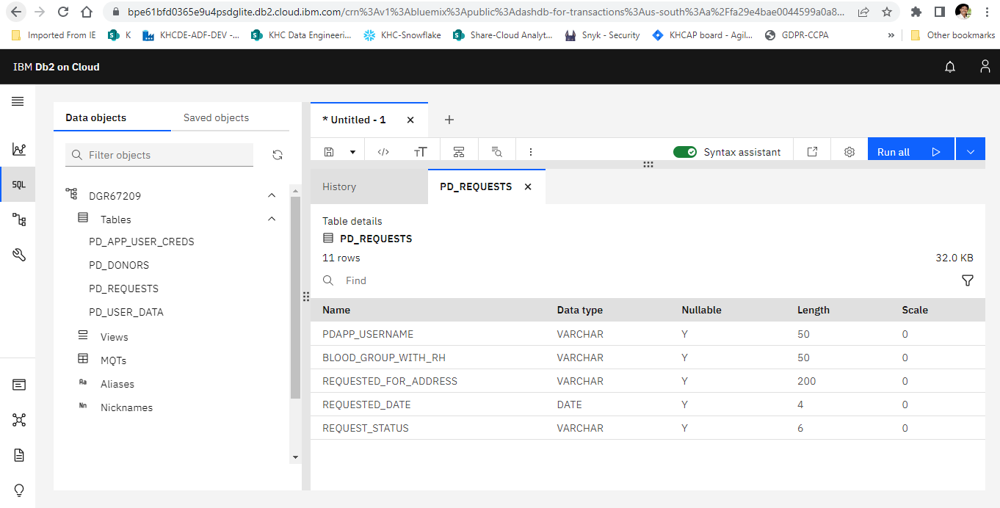 bpe61bfd0365e9u4psdglite.db2.cloud.ibm.com/crn%3Av1%3Abluemix%3Apublic%3Adashdb-for-transactions%3Aus-south%3Aa%2Ffa29e4bae0044599a0a8...
Imported From IE K KHCDE-ADF-DEV -... KHC Data Engineeri... KHC-Snowflake Share-Cloud Analyt... Snyk - Security KHCAP board - Agil... GDPR-CCPA » Other bookmarks
IBM Db2 on Cloud
Data objects Saved objects
* Untitled - 1
Filter objects
SQL
DGR67209
Tables
PD_APP_USER_CREDS
PD_DONORS
PD_REQUESTS
PD_USER_DATA
Views
MQTs
Aa Aliases
Nn Nicknames
Syntax assistant Run all
History PD_REQUESTS
Table details
PD_REQUESTS
11 rows 32.0 KB
Find
Name Data type Nullable Length Scale
PDAPP_USERNAME VARCHAR Y 50 0
BLOOD_GROUP_WITH_RH VARCHAR Y 50 0
REQUESTED_FOR_ADDRESS VARCHAR Y 200 0
REQUESTED_DATE DATE Y 4 0
REQUEST_STATUS VARCHAR Y 6 0